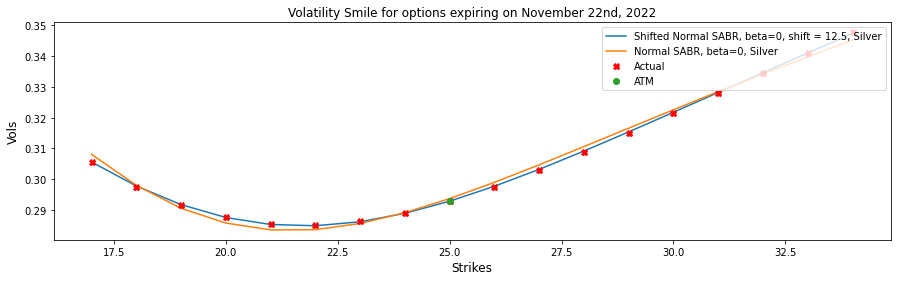 Volatility Smile for options expiring on November 22nd, 2022
0.35
0.34
0.33
0.32
0.31
0.30
0.29
Vols
Shifted Normal SABR, beta=0, shift = 12.5, Silver
Normal SABR, beta=0, Silver
Actual
ATM
17.5 20.0 22.5 25.0 27.5 30.0 32.5
Strikes